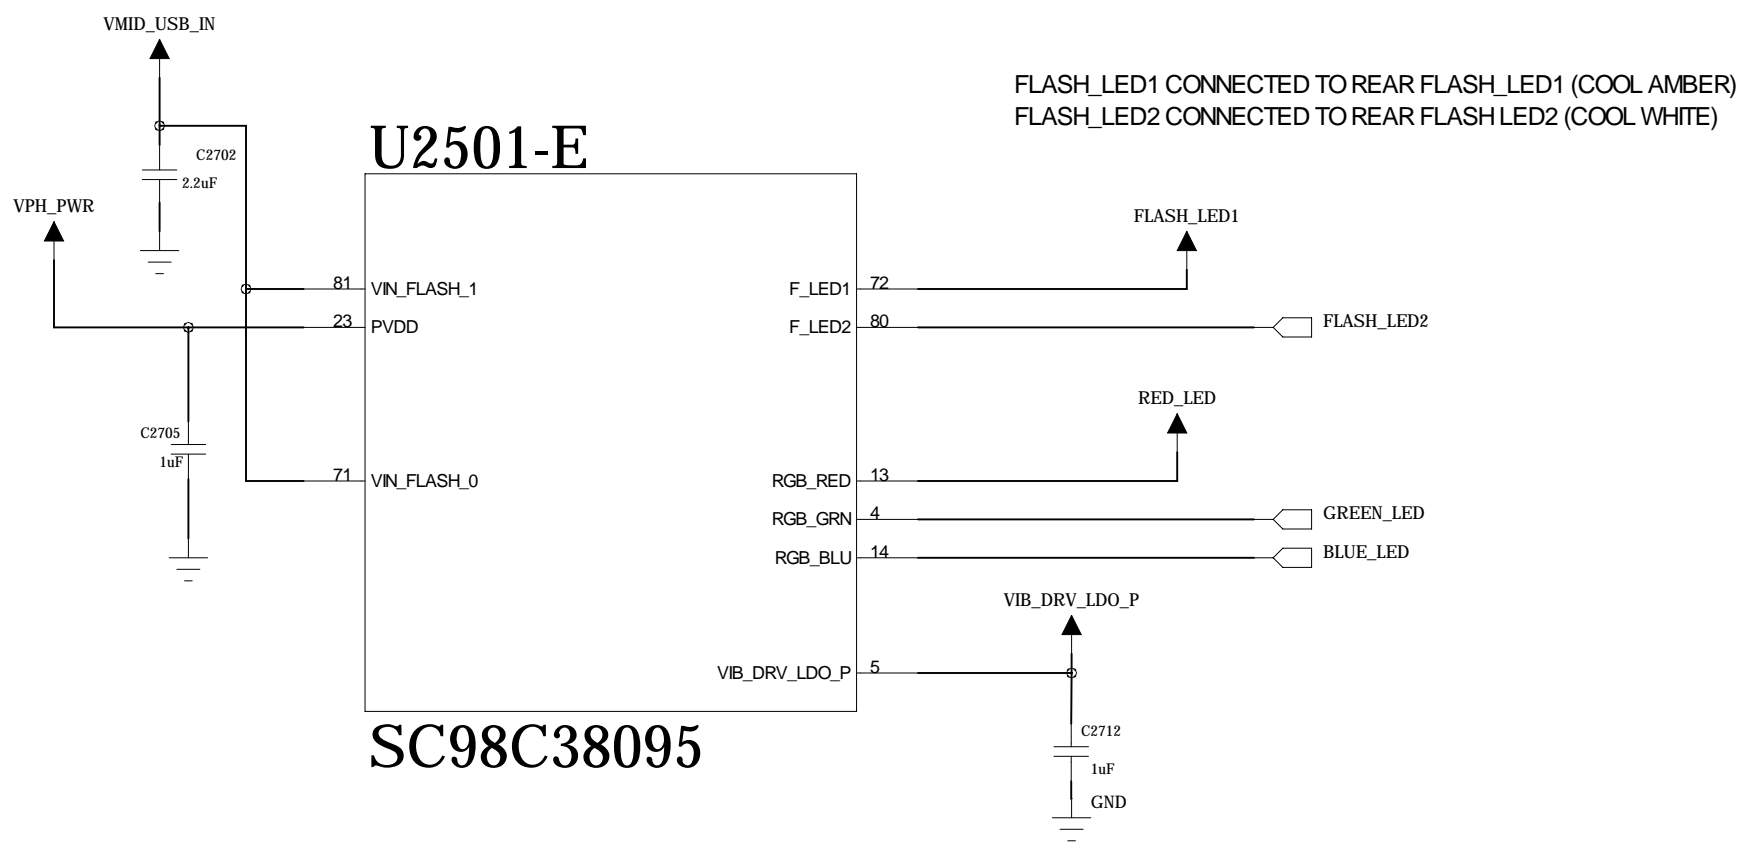 VMID_USB_IN
FLASH_LED1 CONNECTED TO REAR FLASH_LED1 (COOL AMBER)
FLASH_LED2 CONNECTED TO REAR FLASH LED2 (COOL WHITE)
U2501-E
C2702
2.2uF
VPH_PWR
FLASH_LED1
81 VIN_FLASH_1
F_LED1 72
23 PVDD
F_LED2 80
FLASH_LED2
RED_LED
C2705
1uF
71 VIN_FLASH_0
RGB_RED 13
RGB_GRN 4
GREEN_LED
RGB_BLU 14
BLUE_LED
VIB_DRV_LDO_P
VIB_DRV_LDO_P 5
SC98C38095
C2712
1uF
GND